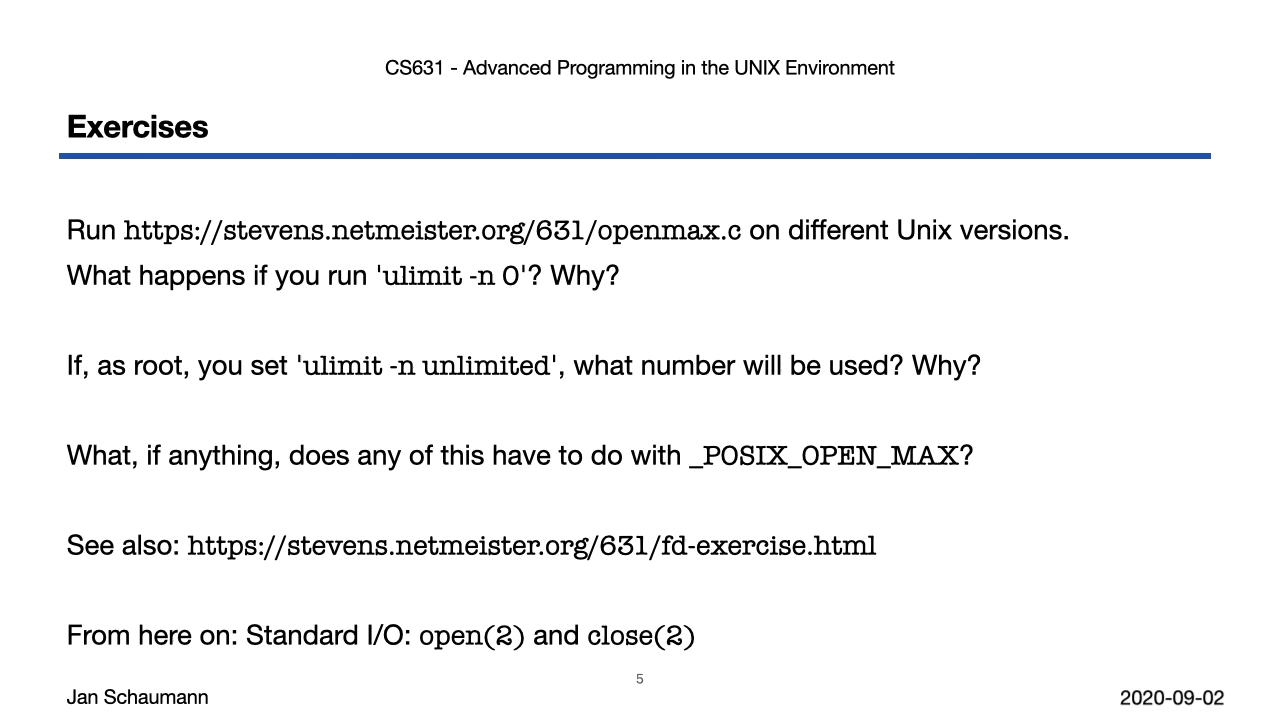 CS631 - Advanced Programming in the UNIX Environment
Exercises
Run https://stevens.netmeister.org/631/openmax.c on different Unix versions.
What happens if you run 'ulimit -n 0'? Why?
If, as root, you set 'ulimit -n unlimited', what number will be used? Why?
What, if anything, does any of this have to do with _POSIX_OPEN_MAX?
See also: https://stevens.netmeister.org/631/fd-exercise.html
From here on: Standard I/O: open(2) and close(2)
5
Jan Schaumann
2020-09-02